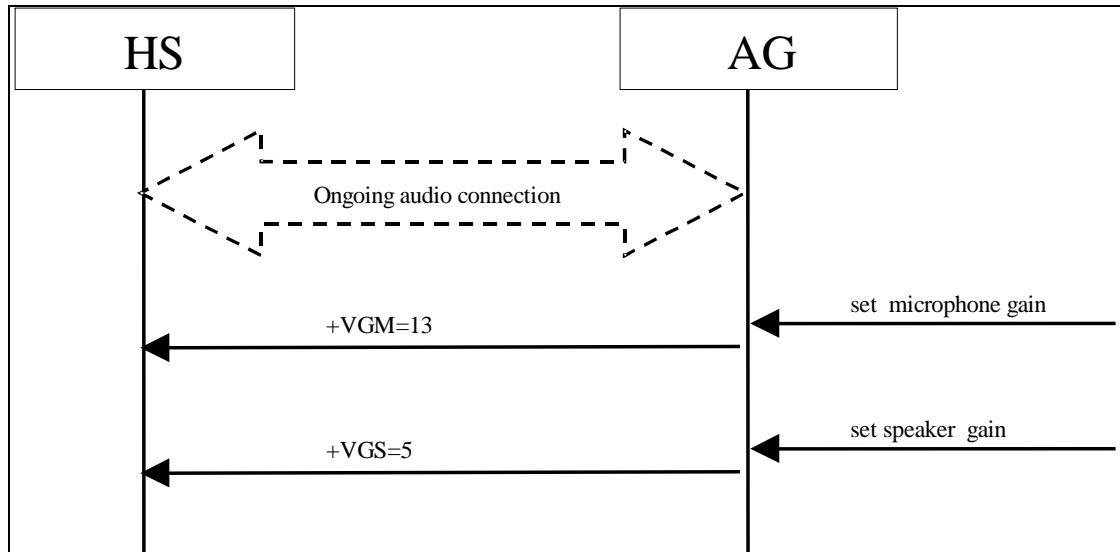 HS
AG
Ongoing audio connection
set microphone gain
+VGM=13
set speaker gain
+VGS=5